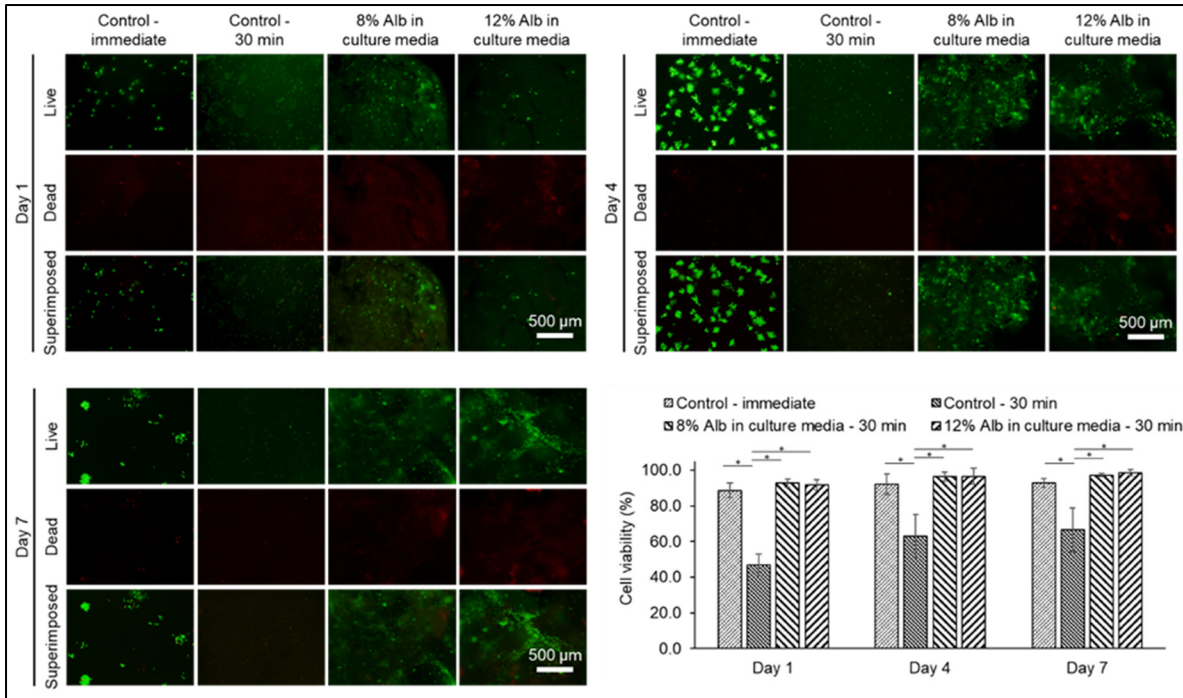 Control -
immediate
Control -
30 min
8% Alb in
culture media
12% Alb in
culture media
Day 1
Live
Dead
Superimposed
500 µm
Control -
immediate
Control -
30 min
8% Alb in
culture media
12% Alb in
culture media
Day 4
Live
Dead
Superimposed
500 µm
Day 7
Live
Dead
Superimposed
500 µm
Control - immediate
Control - 30 min
8% Alb in culture media - 30 min
12% Alb in culture media - 30 min
Cell viability (%)
100.0
80.0
60.0
40.0
20.0
0.0
* * *
* * *
* * *
Day 1
Day 4
Day 7